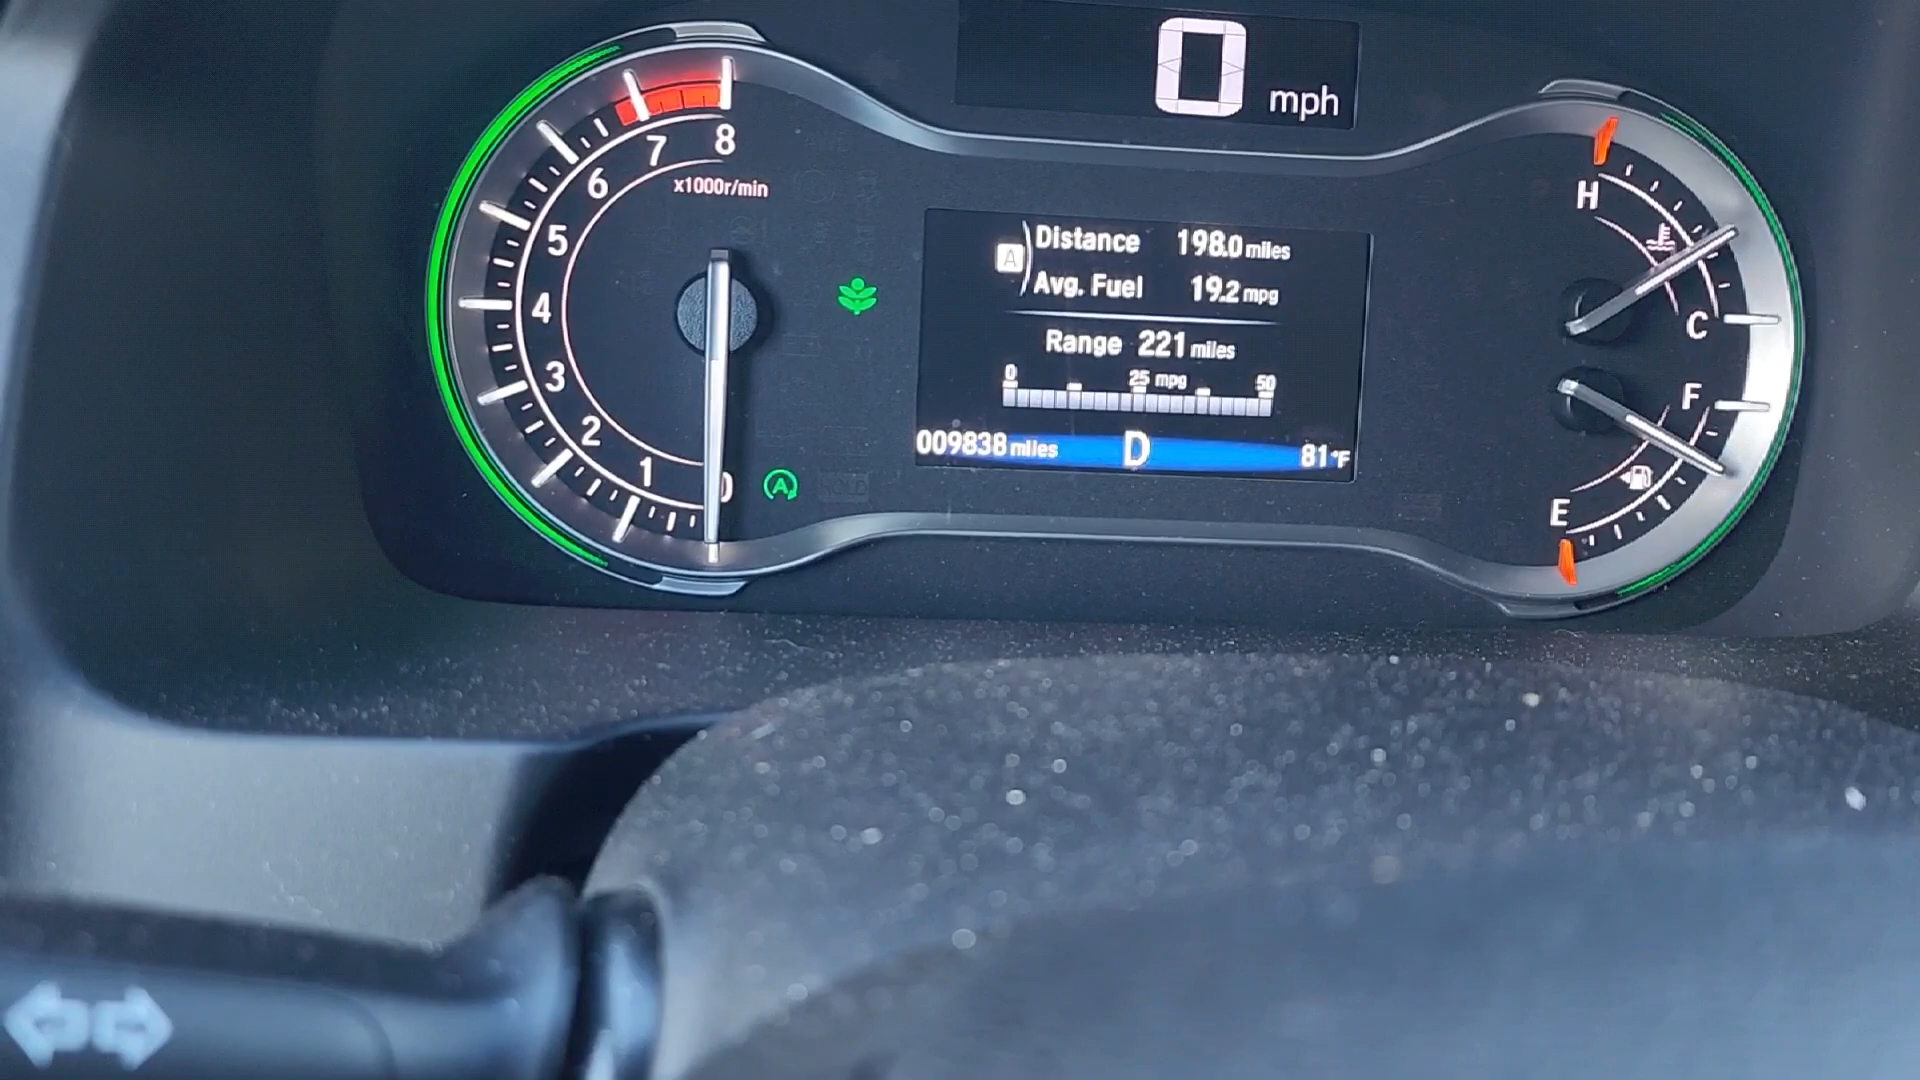 0 mph
8
7
6
x1000r/min
5
4
3
2
1
0
A
A
Distance 198.0 miles
Avg. Fuel 19.2 mpg
Range 221 miles
0 25 mpg 50
009838 miles D 81°F
H
C
F
E